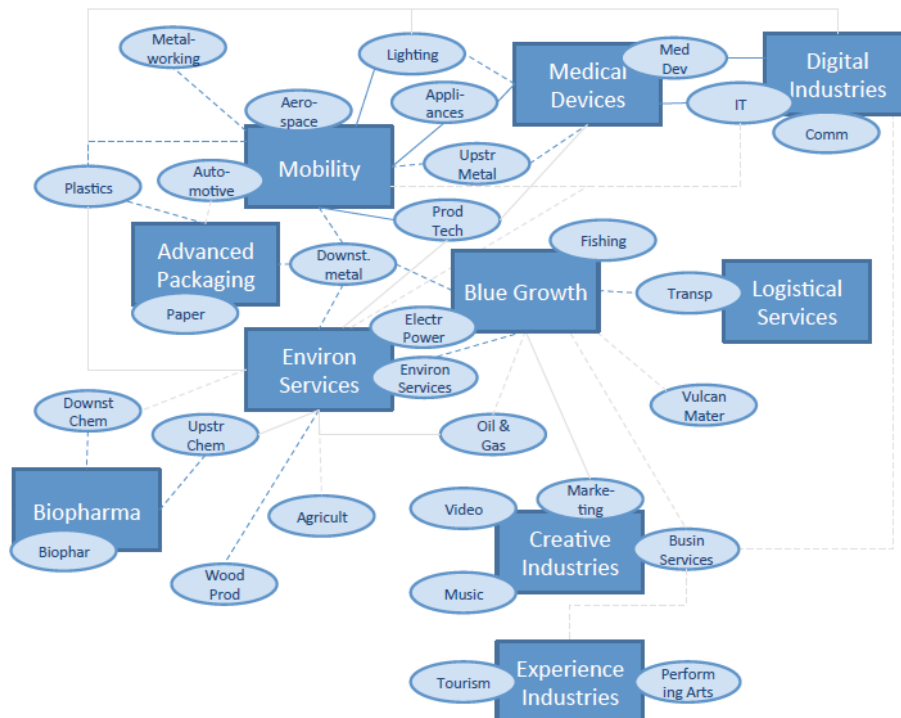 Metal-
working
Lighting
Medical
Devices
Med
Dev
Digital
Industries
Aero-
space
Appli-
ances
IT
Comm
Mobility
Upstr
Metal
Plastics
Auto-
motive
Prod
Tech
Fishing
Advanced
Packaging
Downst.
metal
Blue Growth
Transp
Logistical
Services
Paper
Electr
Power
Environ
Services
Environ
Services
Downst
Chem
Upstr
Chem
Oil &
Gas
Vulcan
Mater
Biopharma
Biophar
Agricult
Video
Marke-
ting
Creative
Industries
Busin
Services
Wood
Prod
Music
Tourism
Experience
Industries
Perform
ing Arts